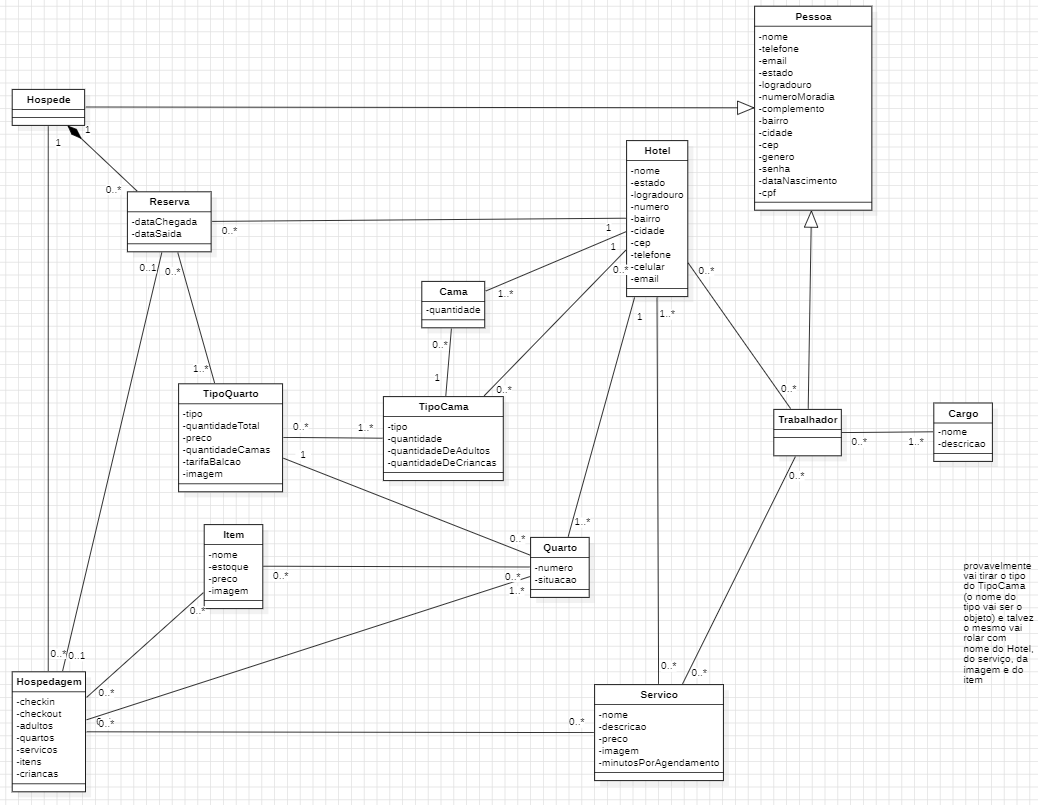 Pessoa
-nome
-telefone
-email
-estado
-logradouro
-numeroMoradia
-complemento
-bairro
-cidade
-cep
-genero
-senha
-dataNascimento
-cpf
Hospede
1
1
0..*
Reserva
-dataChegada
-dataSaida
0..*
0..1
0..*
Hotel
-nome
-estado
-logradouro
-numero
-bairro
-cidade
-cep
-telefone
-celular
-email
1
1
0..*
0..*
1
1..*
Cama
-quantidade
1..*
0..*
1
1..*
TipoQuarto
-tipo
-quantidadeTotal
-preco
-quantidadeCamas
-tarifaBalcao
-imagem
0..*
1..*
1
TipoCama
-tipo
-quantidade
-quantidadeDeAdultos
-quantidadeDeCriancas
0..*
0..*
Trabalhador
0..*
1..*
0..*
Cargo
-nome
-descricao
Item
-nome
-estoque
-preco
-imagem
0..*
0..*
1..*
0..*
Quarto
-numero
-situacao
0..*
1..*
provavelmente
vai tirar o tipo
do TipoCama
(o nome do
tipo vai ser o
objeto) e talvez
o mesmo vai
rolar com
nome do Hotel,
do serviço, da
imagem e do
item
0..*
0..1
Hospedagem
-checkin
-checkout
-adultos
-quartos
-servicos
-itens
-criancas
0..*
0..*
0..*
0..*
0..*
Servico
-nome
-descricao
-preco
-imagem
-minutosPorAgendamento